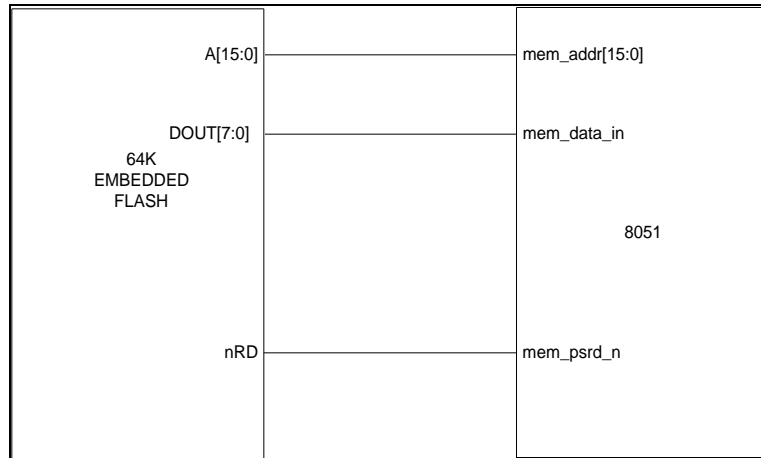 A[15:0]
mem_addr[15:0]
DOUT[7:0]
mem_data_in
64K
EMBEDDED
FLASH
8051
nRD
mem_psrd_n